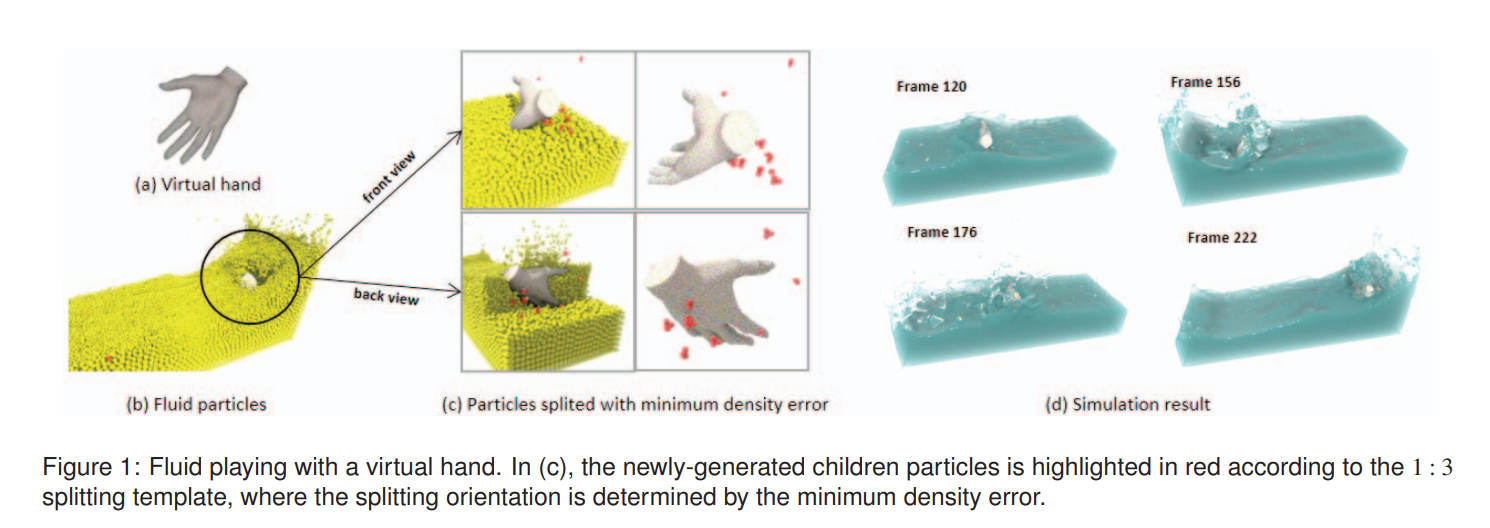 (a) Virtual hand
front view
back view
(b) Fluid particles
(c) Particles splited with minimum density error
Frame 120
Frame 156
Frame 176
Frame 222
(d) Simulation result
Figure 1: Fluid playing with a virtual hand. In (c), the newly-generated children particles is highlighted in red according to the 1 : 3
splitting template, where the splitting orientation is determined by the minimum density error.